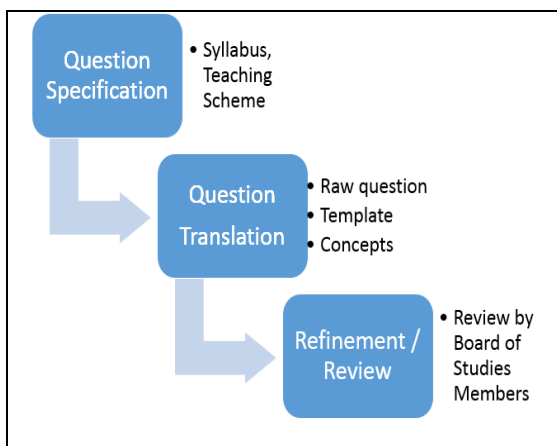 Question
Specification
• Syllabus,
Teaching
Scheme
Question
Translation
• Raw question
• Template
• Concepts
Refinement /
Review
• Review by
Board of
Studies
Members